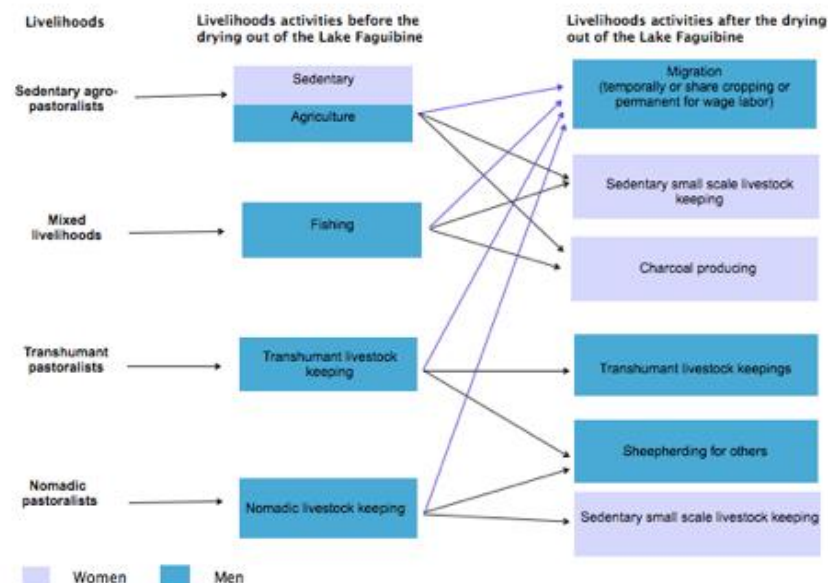 Livelihoods
Livelihoods activities before the
drying out of the Lake Faguibine
Livelihoods activities after the drying
out of the Lake Faguibine
Sedentary agro-
pastoralists
Sedentary
Agriculture
Migration
(temporally or share cropping or
permanent for wage labor)
Sedentary small scale livestock
keeping
Mixed
livelihoods
Fishing
Charcoal producing
Transhumant
pastoralists
Transhumant livestock
keeping
Transhumant livestock keepings
Sheepherding for others
Nomadic
pastoralists
Nomadic livestock keeping
Sedentary small scale livestock keeping
Women
Men